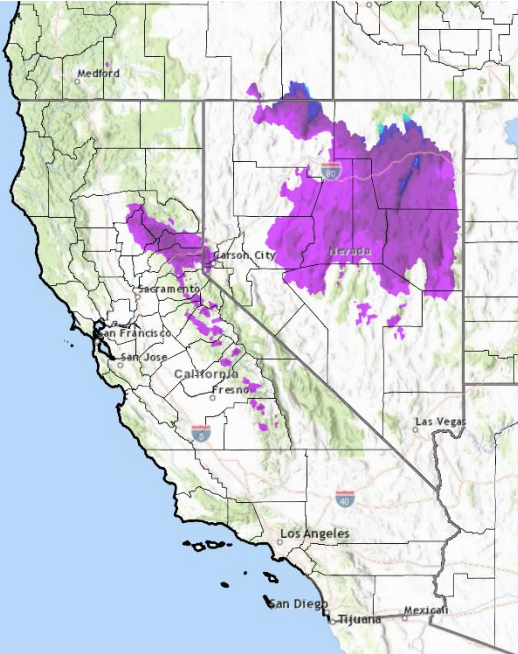 Medford
80
Nevada
Carson City
Sacramento
San Francisco
San Jose
California
Fresno
5
Las Vegas
40
Los Angeles
San Diego
Tijuana
Mexicali